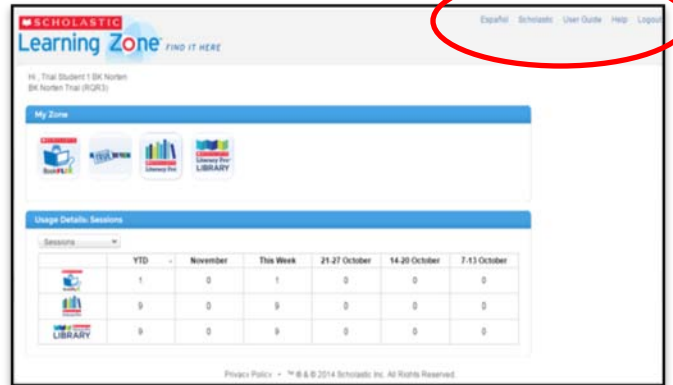 SCHOLASTIC
Learning Zone FIND IT HERE
Español Scholastic User Guide Help Logout
Hi , Trial Student 1 BK Norten
BK Norten Trial (RQR3)
My Zone
SCHOLASTIC
BookFLIX
Literacy Pro
Literacy Pro
LIBRARY
Usage Details: Sessions
Sessions
YTD - November This Week 21-27 October 14-20 October 7-13 October
1 0 1 0 0 0
9 0 9 0 0 0
LIBRARY 9 0 9 0 0 0
Privacy Policy • ™ ® & © 2014 Scholastic Inc. All Rights Reserved.